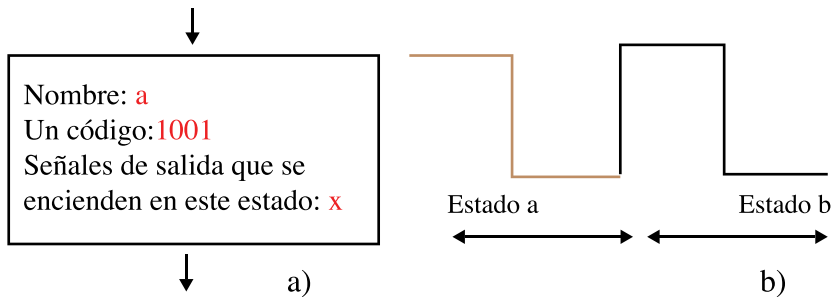 Nombre: a
Un código:1001
Señales de salida que se
encienden en este estado: x
a)
Estado a
Estado b
b)